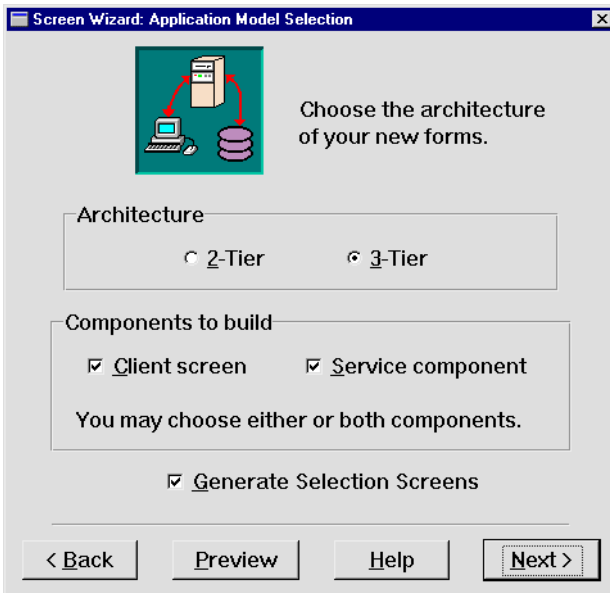 Screen Wizard: Application Model Selection
Choose the architecture
of your new forms.
Architecture
2-Tier 3-Tier
Components to build
Client screen Service component
You may choose either or both components.
Generate Selection Screens
< Back Preview Help Next >